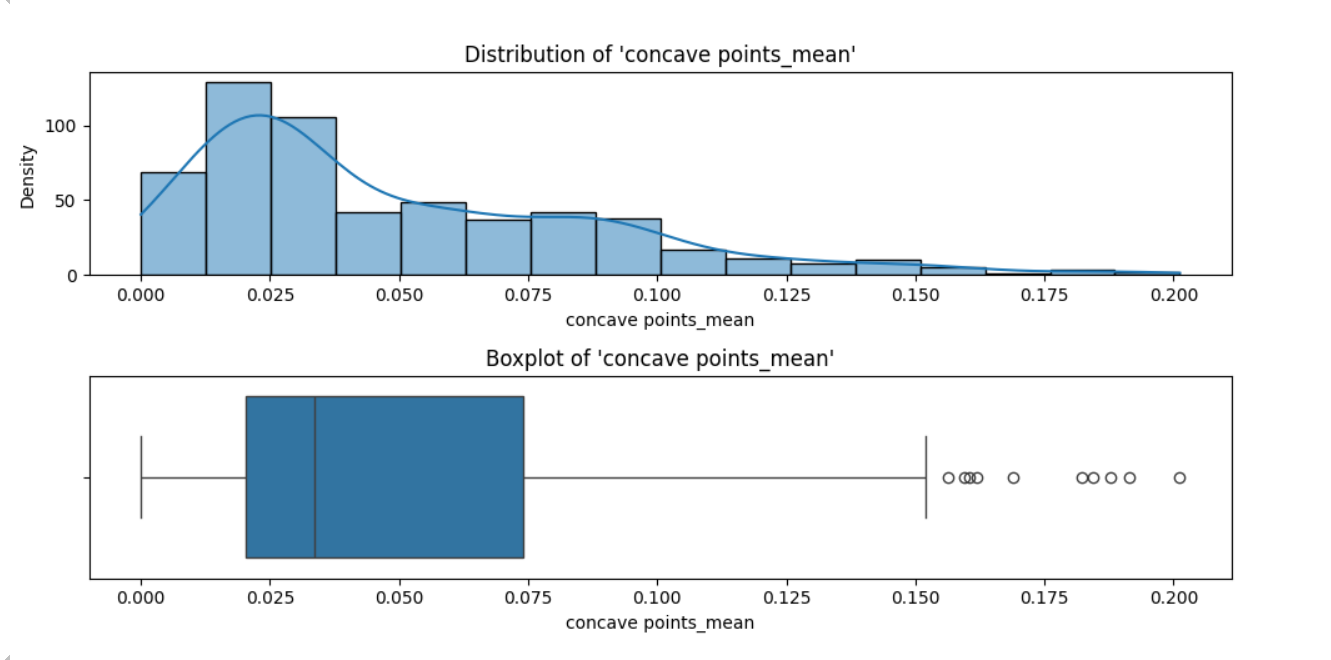 Distribution of 'concave points_mean'
100
50
0
Density
0.000 0.025 0.050 0.075 0.100 0.125 0.150 0.175 0.200
concave points_mean
Boxplot of 'concave points_mean'
0.000 0.025 0.050 0.075 0.100 0.125 0.150 0.175 0.200
concave points_mean